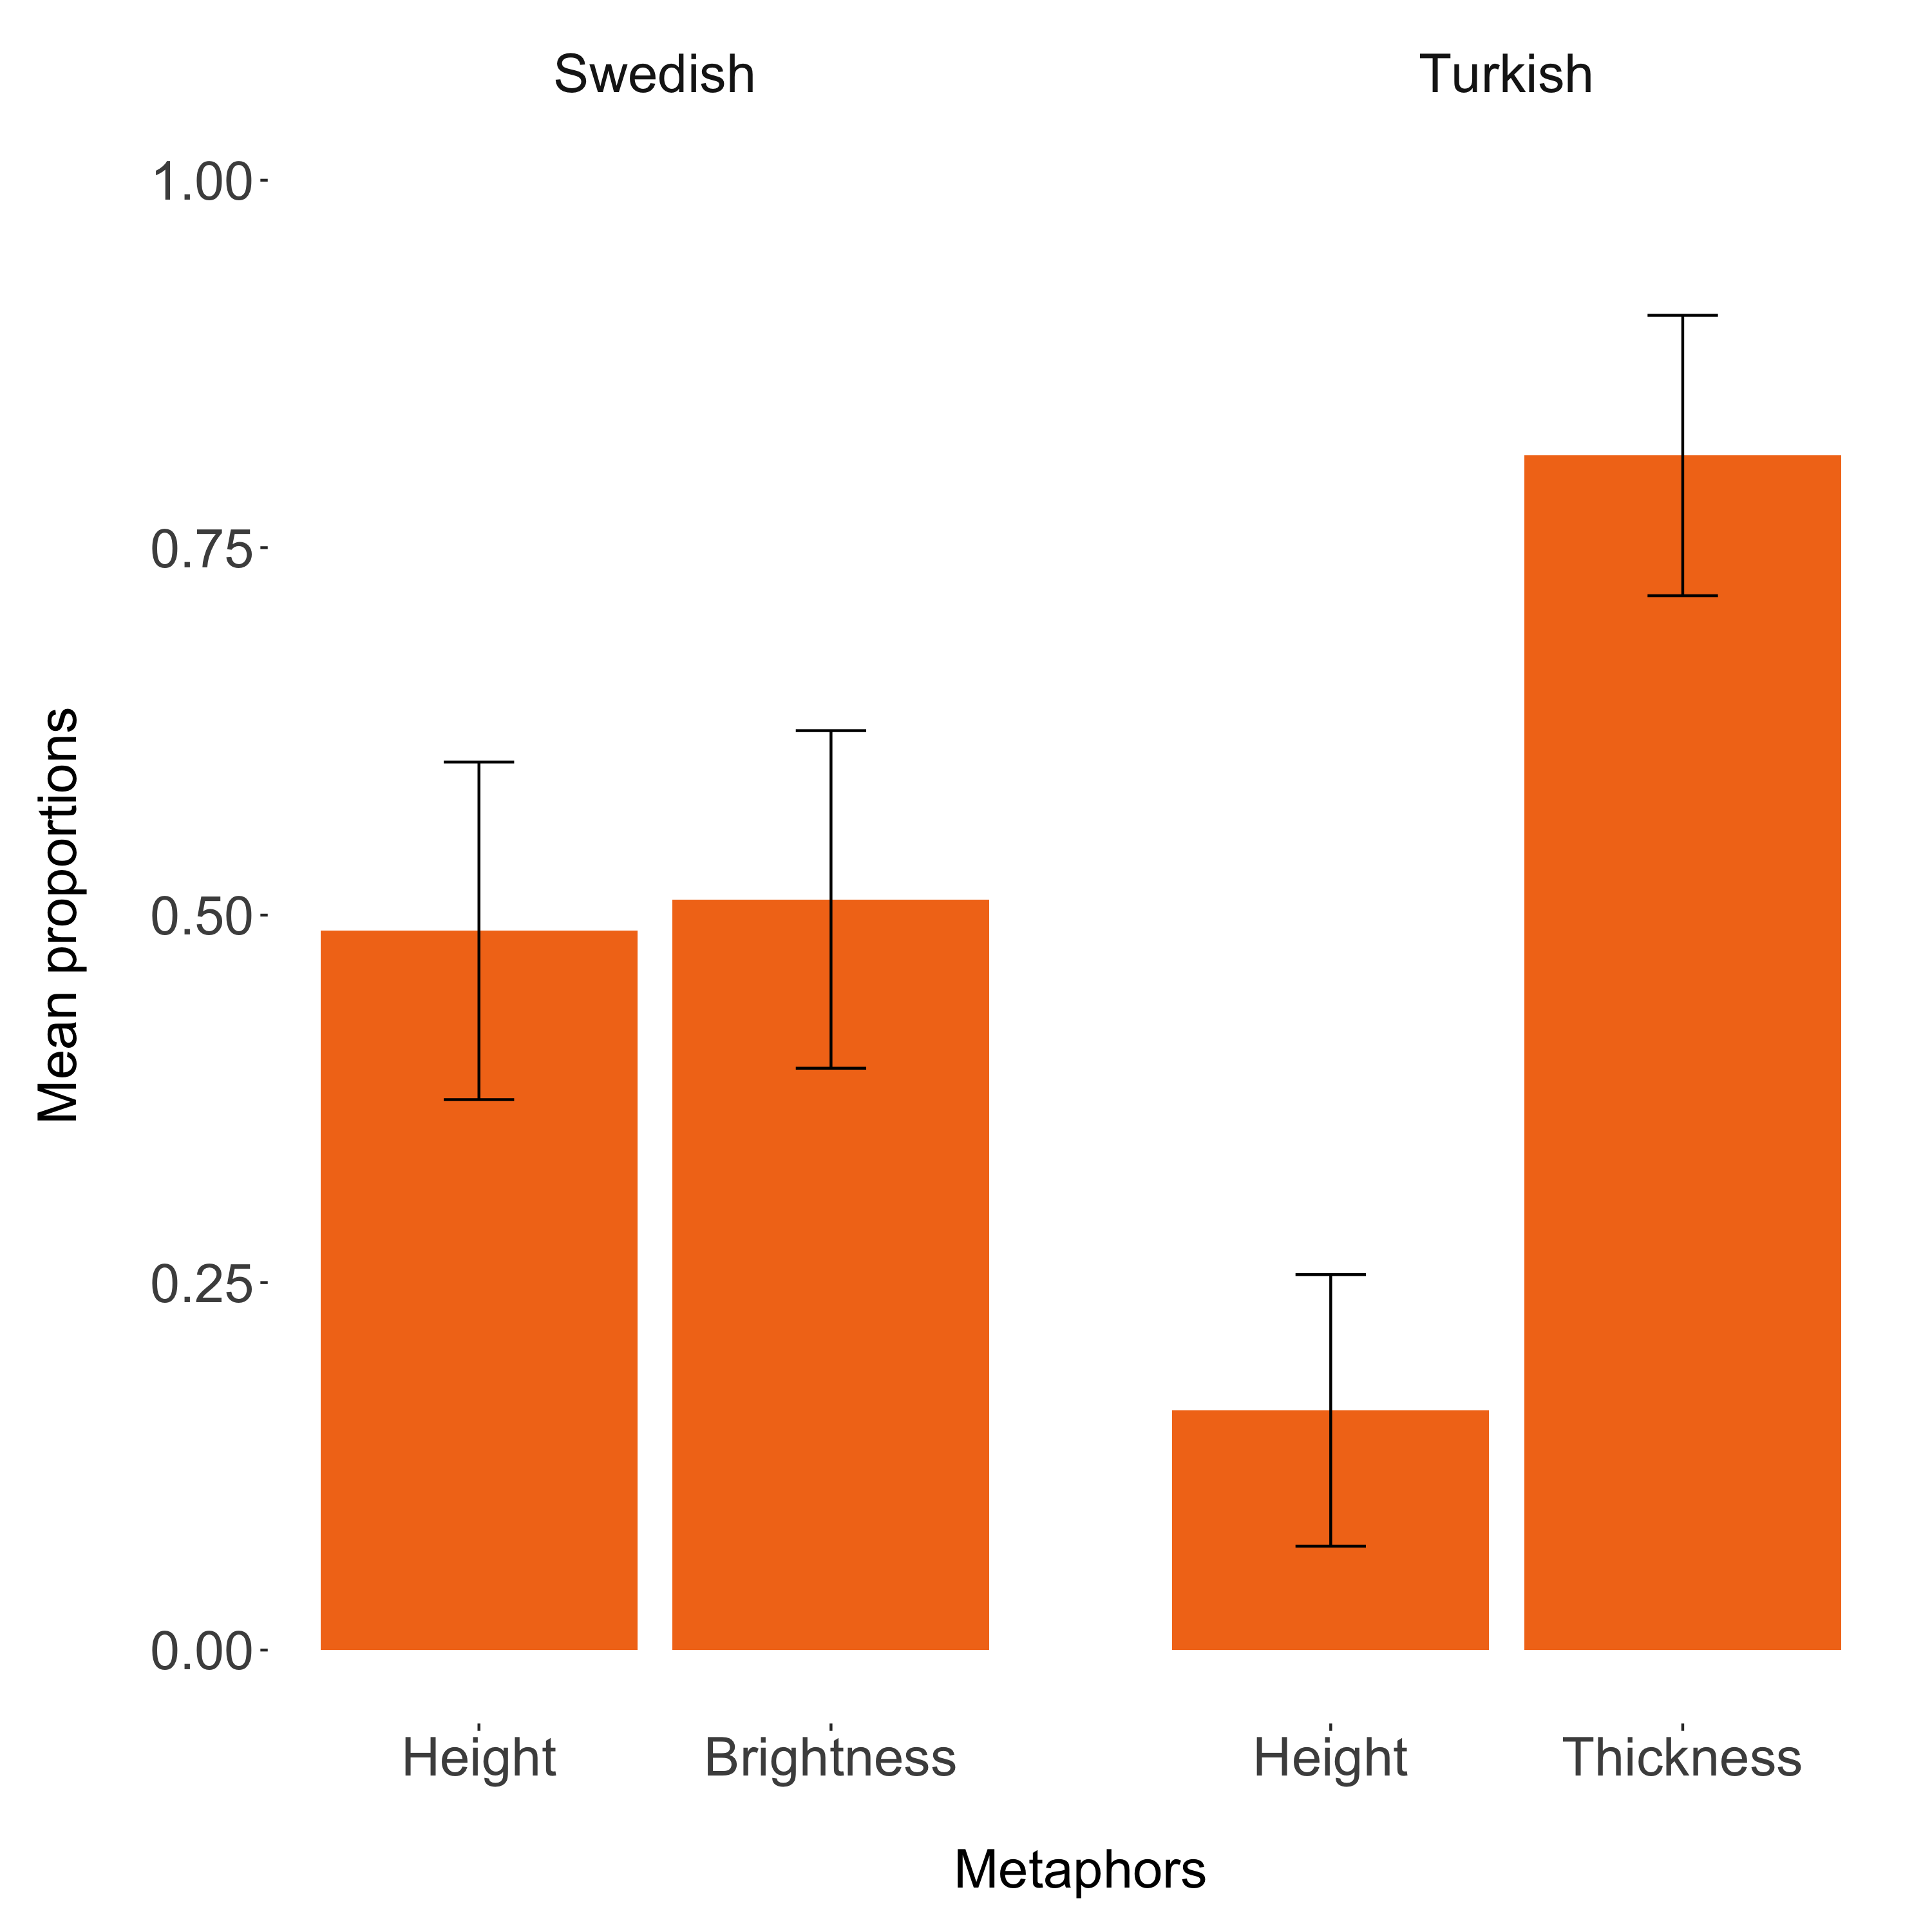 Swedish
Turkish
1.00
0.75
0.50
0.25
0.00
Mean proportions
Height
Brightness
Height
Thickness
Metaphors